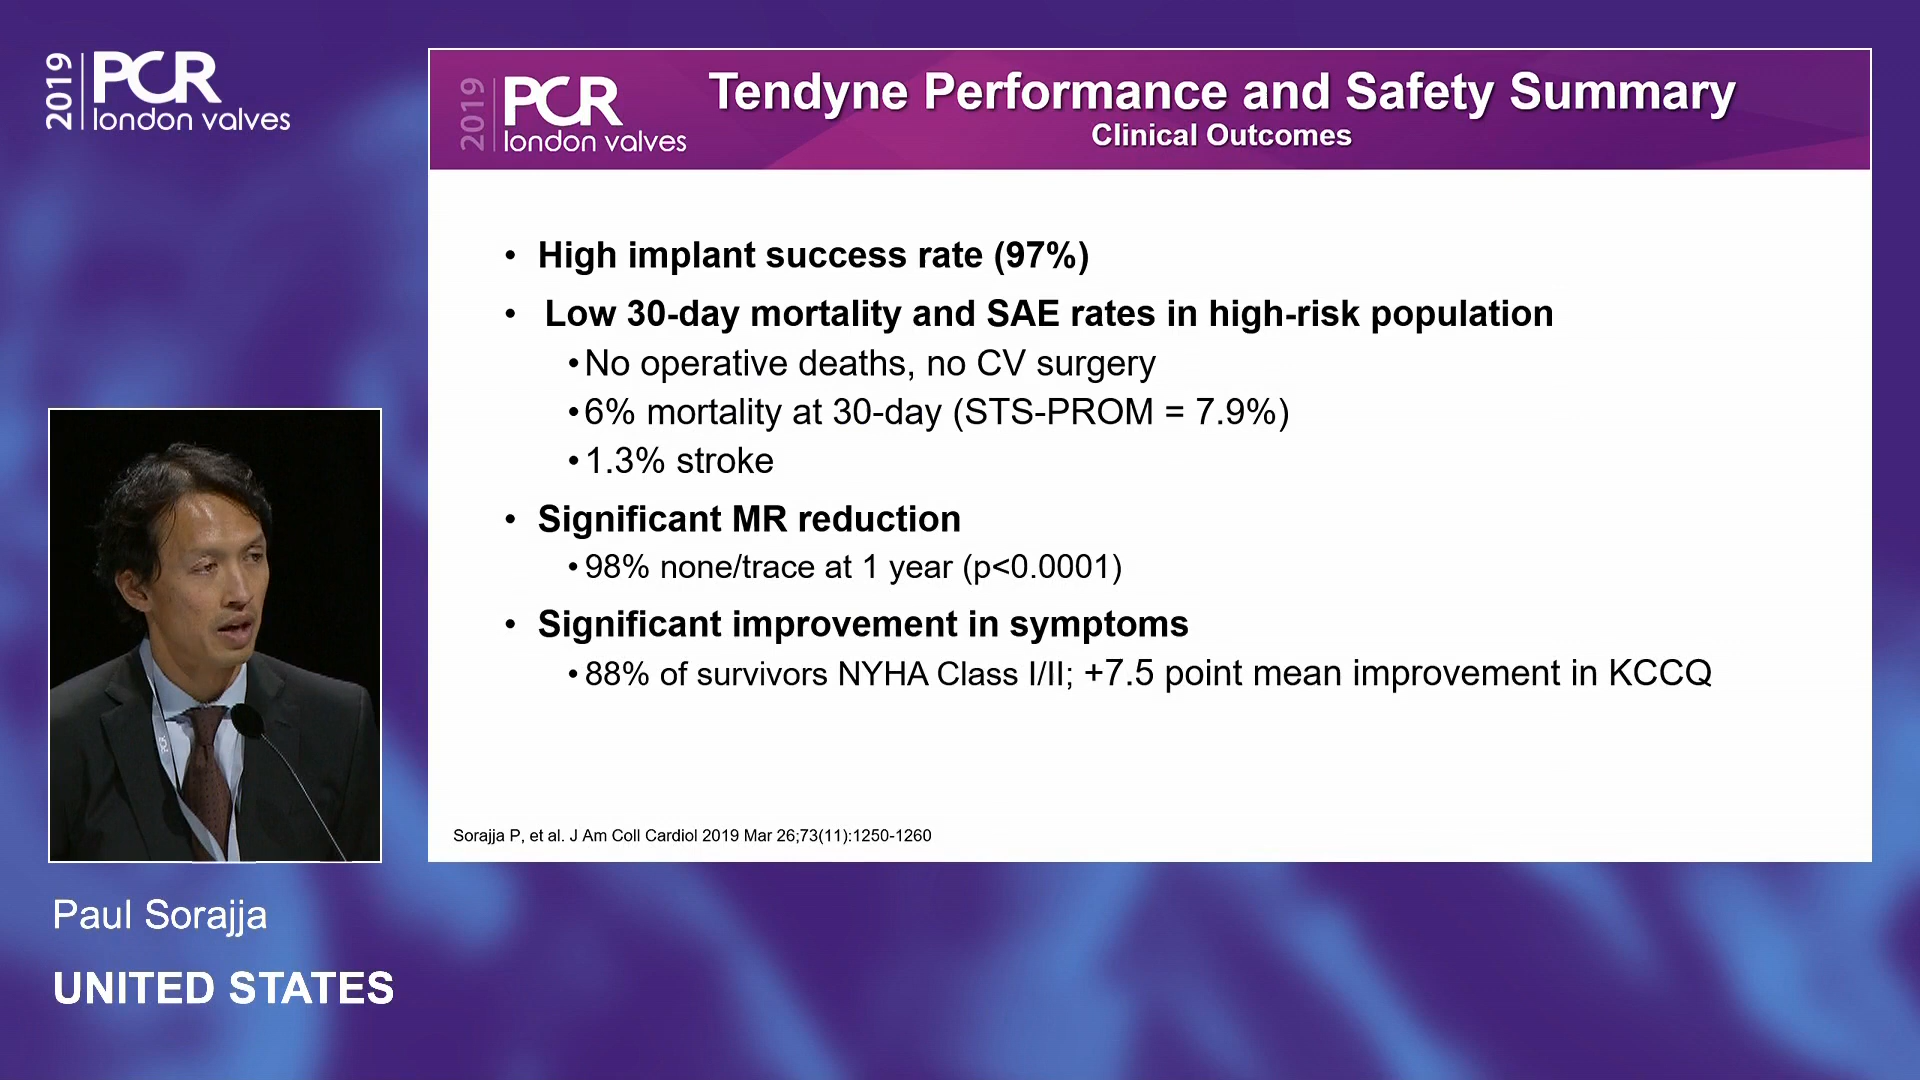 2019 PCR london valves
2019 PCR london valves
Tendyne Performance and Safety Summary
Clinical Outcomes
• High implant success rate (97%)
• Low 30-day mortality and SAE rates in high-risk population
• No operative deaths, no CV surgery
• 6% mortality at 30-day (STS-PROM = 7.9%)
• 1.3% stroke
• Significant MR reduction
• 98% none/trace at 1 year (p<0.0001)
• Significant improvement in symptoms
• 88% of survivors NYHA Class I/II; +7.5 point mean improvement in KCCQ
Sorajja P, et al. J Am Coll Cardiol 2019 Mar 26;73(11):1250-1260
Paul Sorajja
UNITED STATES